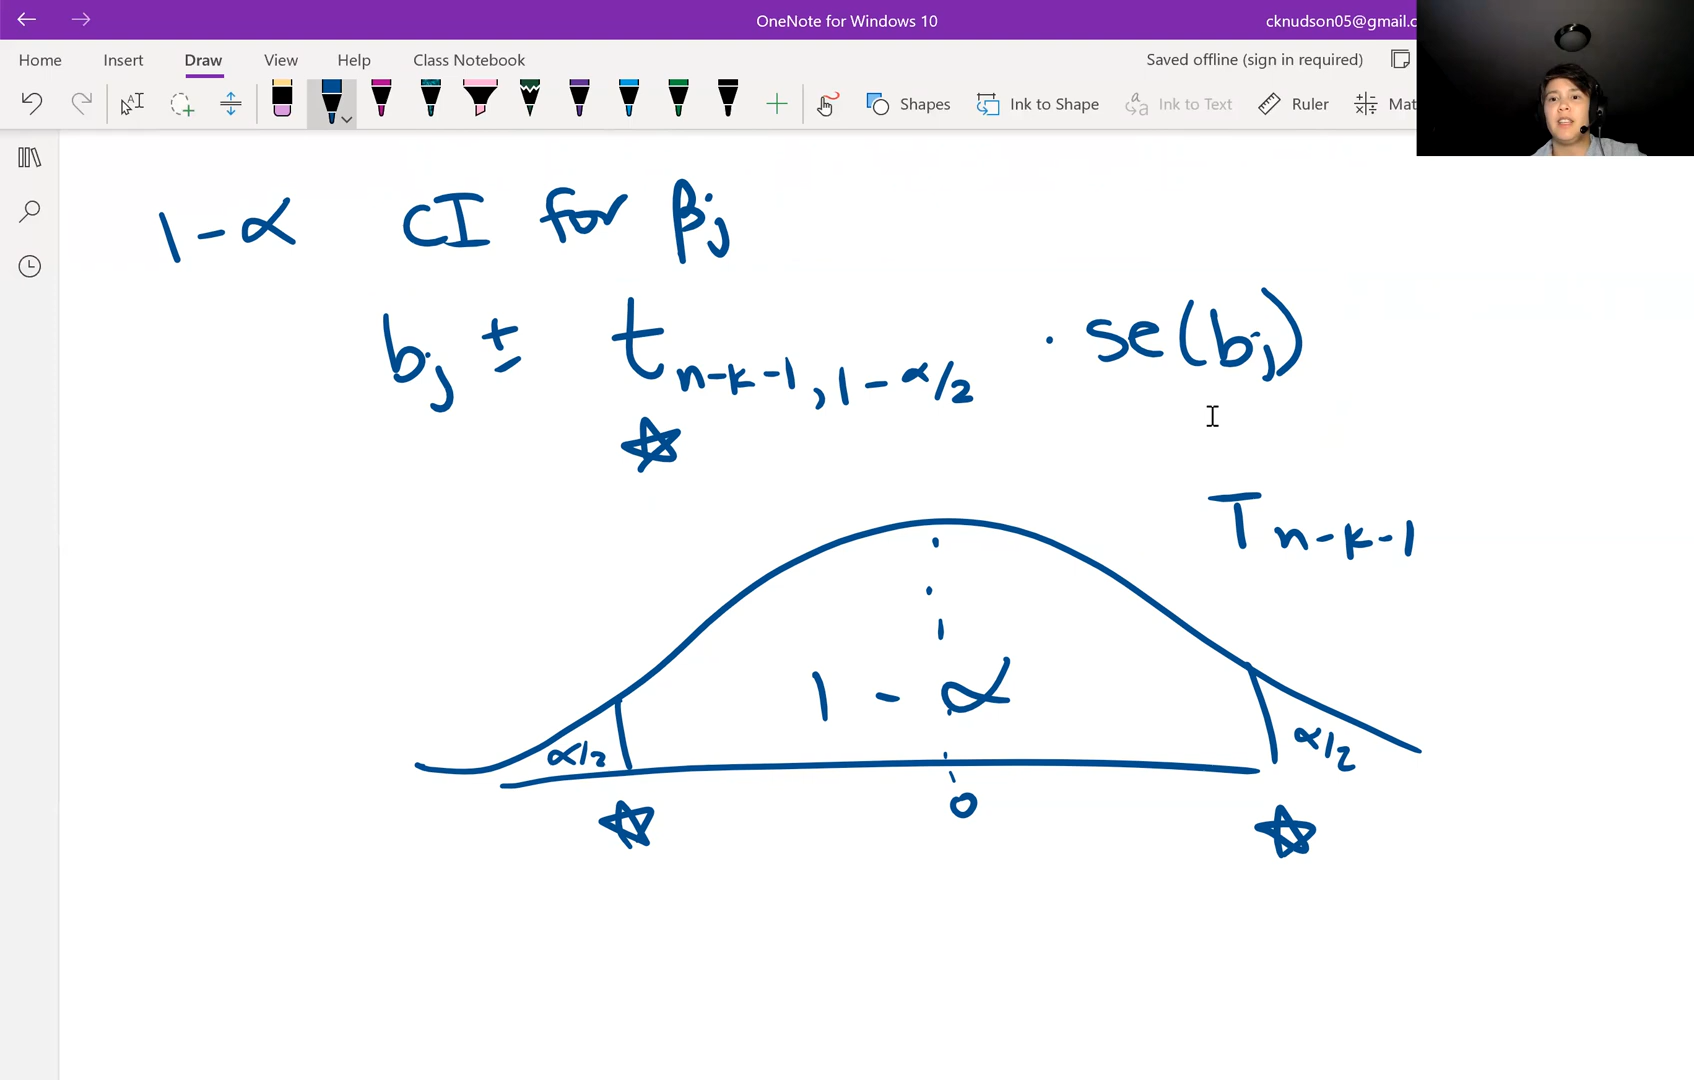 OneNote for Windows 10
cknudson05@gmail.c
Home Insert Draw View Help Class Notebook Saved offline (sign in required)
Shapes Ink to Shape Ink to Text Ruler Mat
1-α CI for βj
bj ± t n-k-1, 1-α/2 · se(bj)
T n-k-1
1 - α
α/2 α/2
0